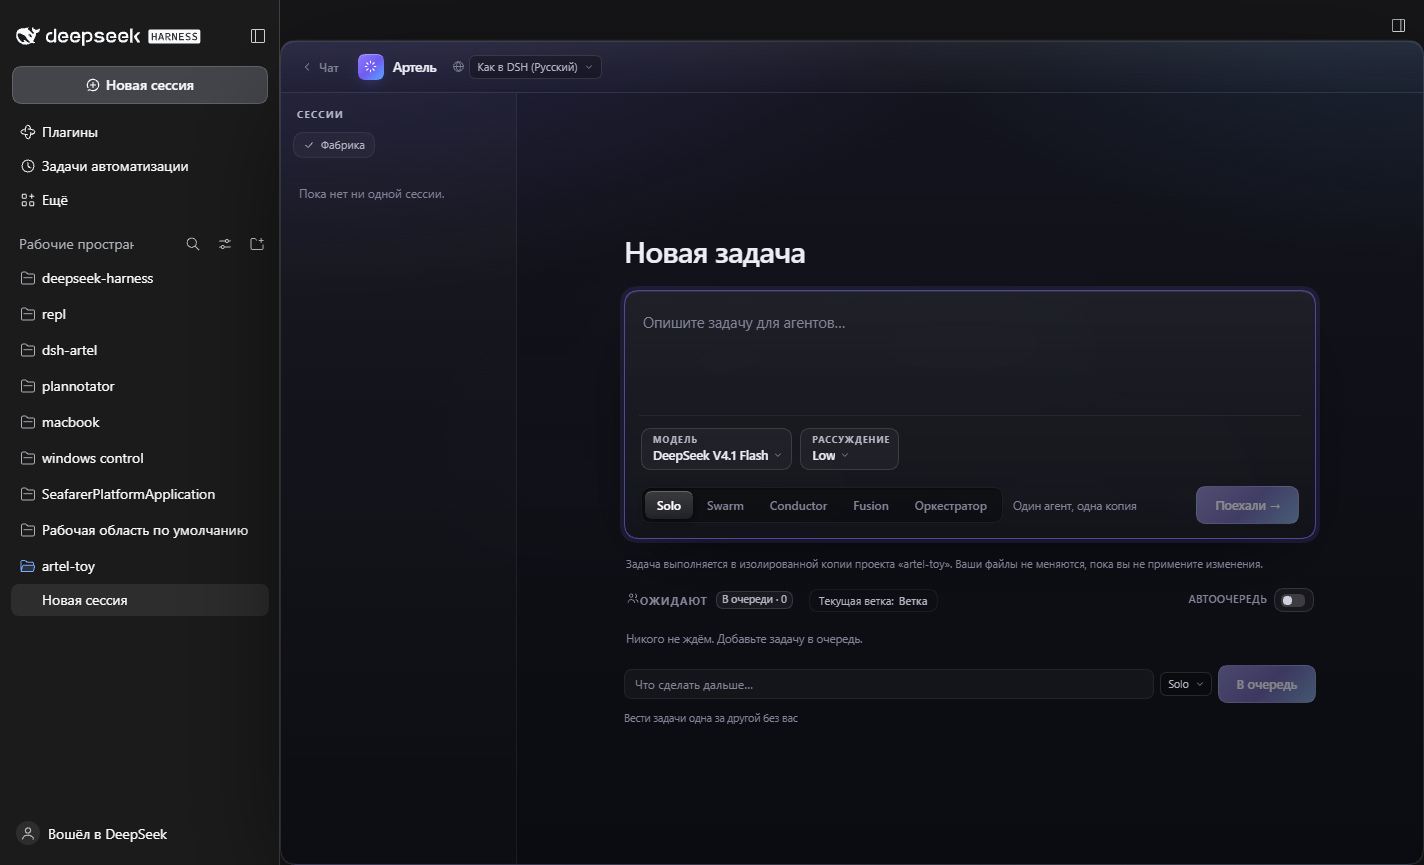 deepseek HARNESS
Новая сессия
Плагины
Задачи автоматизации
Ещё
Рабочие простран
deepseek-harness
repl
dsh-artel
plannotator
macbook
windows control
SeafarerPlatformApplication
Рабочая область по умолчанию
artel-toy
Новая сессия
Вошёл в DeepSeek
Чат
Артель
Как в DSH (Русский)
СЕССИИ
Фабрика
Пока нет ни одной сессии.
Новая задача
Опишите задачу для агентов...
МОДЕЛЬ
DeepSeek V4.1 Flash
РАССУЖДЕНИЕ
Low
Solo Swarm Conductor Fusion Оркестратор Один агент, одна копия Поехали →
Задача выполняется в изолированной копии проекта «artel-toy». Ваши файлы не меняются, пока вы не примените изменения.
ОЖИДАЮТ В очереди · 0 Текущая ветка: Ветка АВТООЧЕРЕДЬ
Никого не ждём. Добавьте задачу в очередь.
Что сделать дальше... Solo В очередь
Вести задачи одна за другой без вас